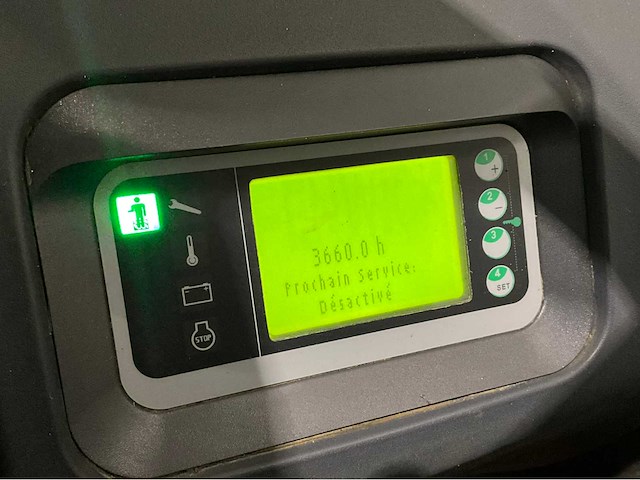 3660.0 h
Prochain Service:
Désactivé
STOP
1
+
2
-
3
4
SET